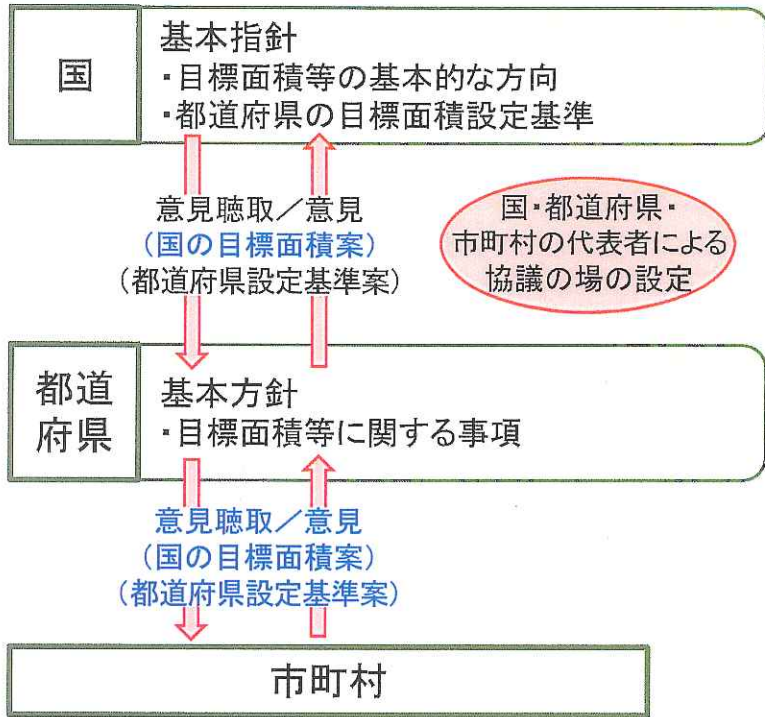 国
基本指針
・目標面積等の基本的な方向
・都道府県の目標面積設定基準
意見聴取／意見
（国の目標面積案）
（都道府県設定基準案）
国・都道府県・
市町村の代表者による
協議の場の設定
都道
府県
基本方針
・目標面積等に関する事項
意見聴取／意見
（国の目標面積案）
（都道府県設定基準案）
市町村